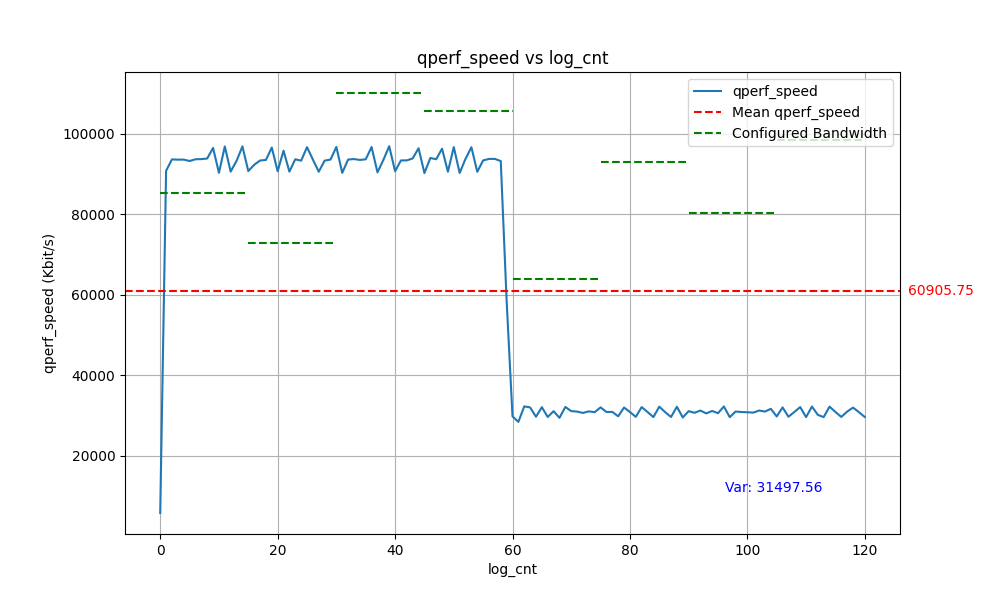 qperf_speed vs log_cnt
qperf_speed
Mean qperf_speed
Configured Bandwidth
100000
80000
60000
40000
20000
qperf_speed (Kbit/s)
60905.75
Var: 31497.56
0 20 40 60 80 100 120
log_cnt